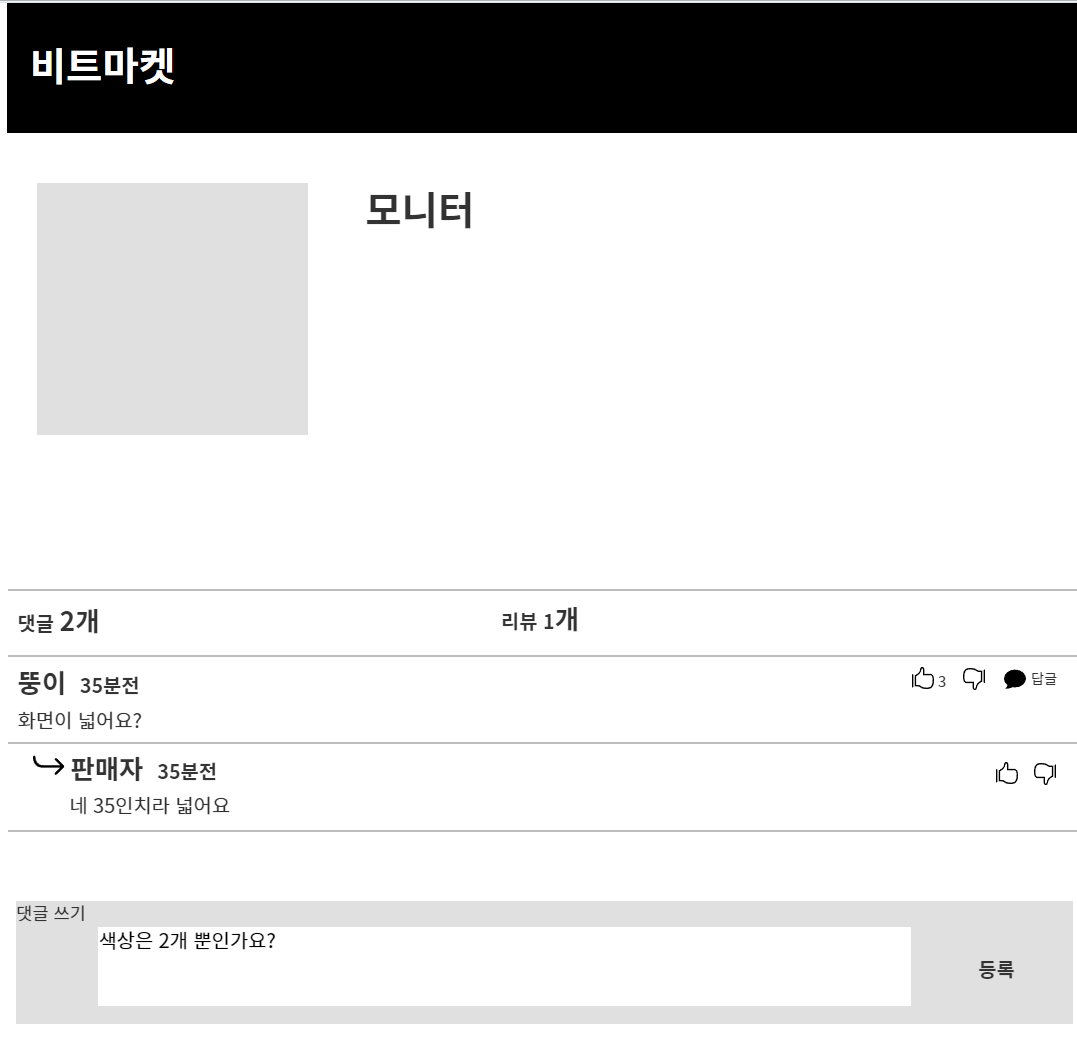 비트마켓
모니터
댓글 2개
리뷰 1개
뚱이 35분전
3
답글
화면이 넓어요?
판매자 35분전
네 35인치라 넓어요
댓글 쓰기
색상은 2개 뿐인가요?
등록